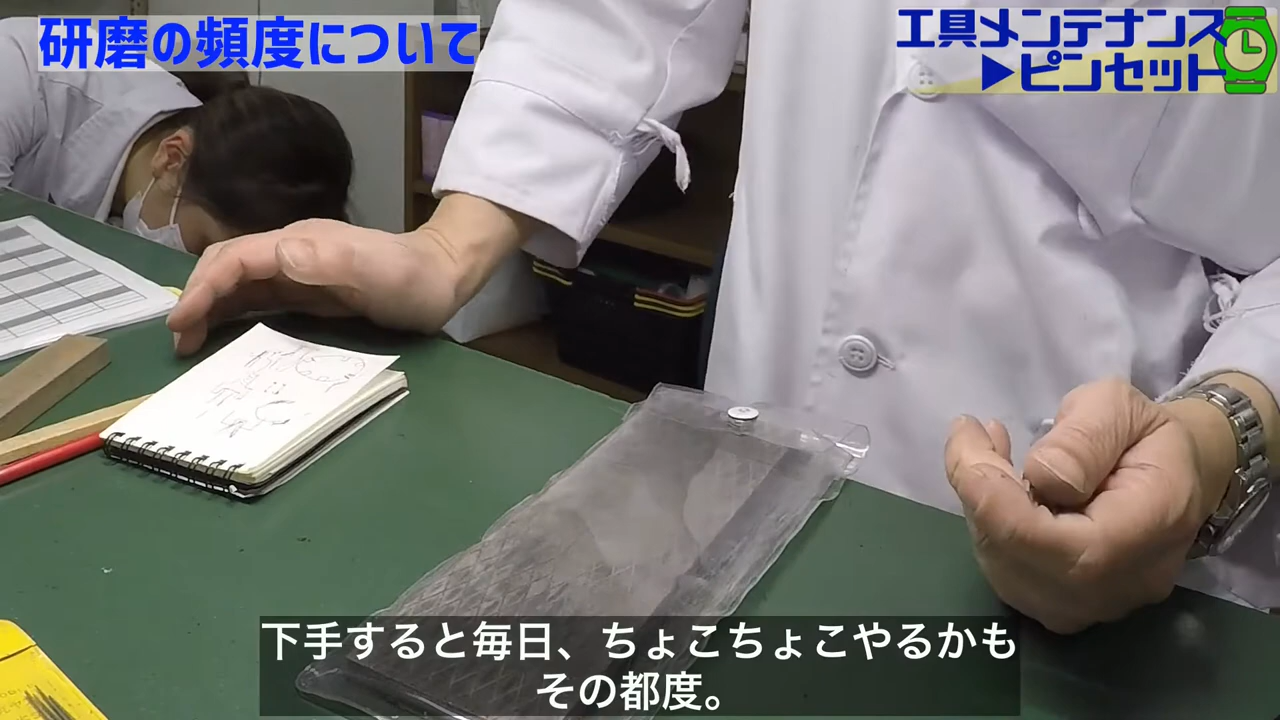 研磨の頻度について
工具メンテナンス
▶ピンセット
下手すると毎日、ちょこちょこやるかも
その都度。